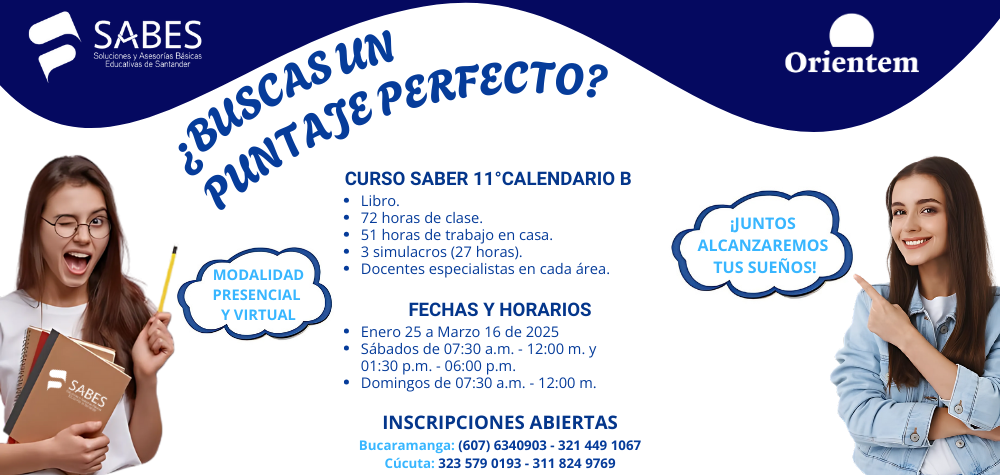 SABES
Soluciones y Asesorías Básicas
Educativas de Santander
Orientem
¿BUSCAS UN
PUNTAJE PERFECTO?
CURSO SABER 11°CALENDARIO B
• Libro.
• 72 horas de clase.
• 51 horas de trabajo en casa.
• 3 simulacros (27 horas).
• Docentes especialistas en cada área.
MODALIDAD
PRESENCIAL
Y VIRTUAL
¡JUNTOS
ALCANZAREMOS
TUS SUEÑOS!
FECHAS Y HORARIOS
• Enero 25 a Marzo 16 de 2025
• Sábados de 07:30 a.m. - 12:00 m. y
01:30 p.m. - 06:00 p.m.
• Domingos de 07:30 a.m. - 12:00 m.
SABES
INSCRIPCIONES ABIERTAS
Bucaramanga: (607) 6340903 - 321 449 1067
Cúcuta: 323 579 0193 - 311 824 9769